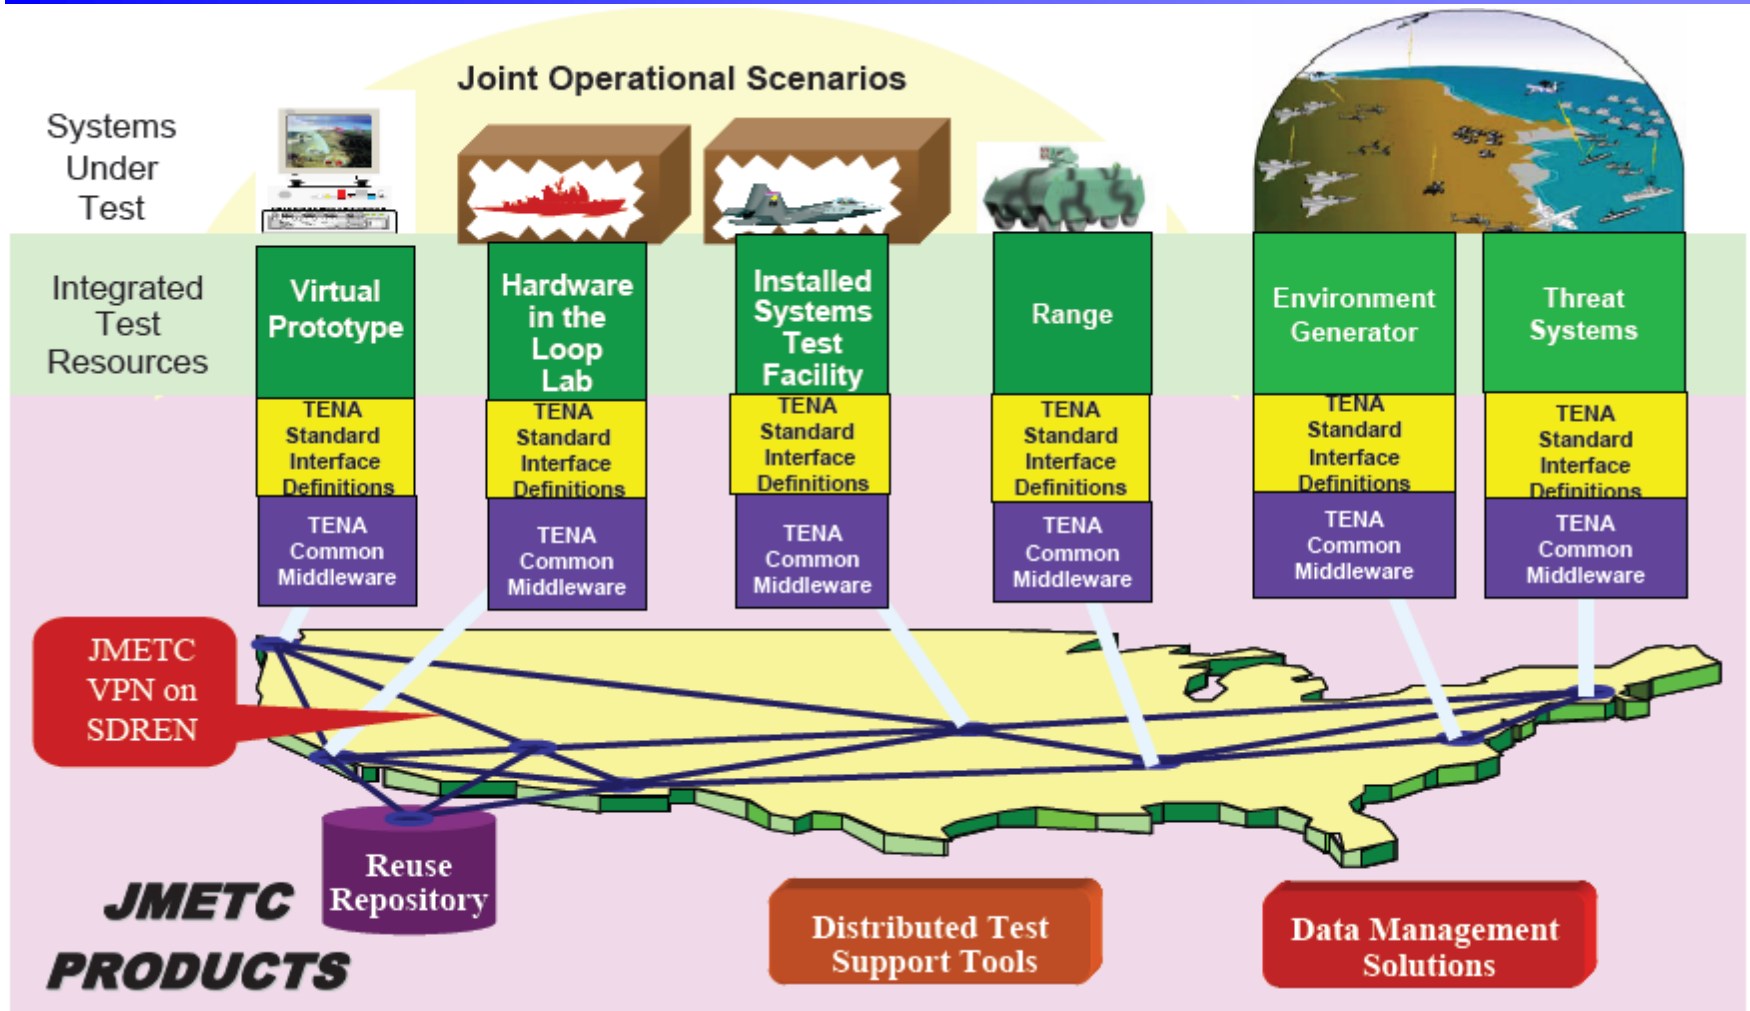 Joint Operational Scenarios
Systems
Under
Test
Integrated
Test
Resources
Virtual
Prototype
Hardware
in the
Loop
Lab
Installed
Systems
Test
Facility
Range
Environment
Generator
Threat
Systems
TENA
Standard
Interface
Definitions
TENA
Standard
Interface
Definitions
TENA
Standard
Interface
Definitions
TENA
Standard
Interface
Definitions
TENA
Standard
Interface
Definitions
TENA
Standard
Interface
Definitions
TENA
Common
Middleware
TENA
Common
Middleware
TENA
Common
Middleware
TENA
Common
Middleware
TENA
Common
Middleware
TENA
Common
Middleware
JMETC
VPN on
SDREN
Reuse
Repository
JMETC
PRODUCTS
Distributed Test
Support Tools
Data Management
Solutions